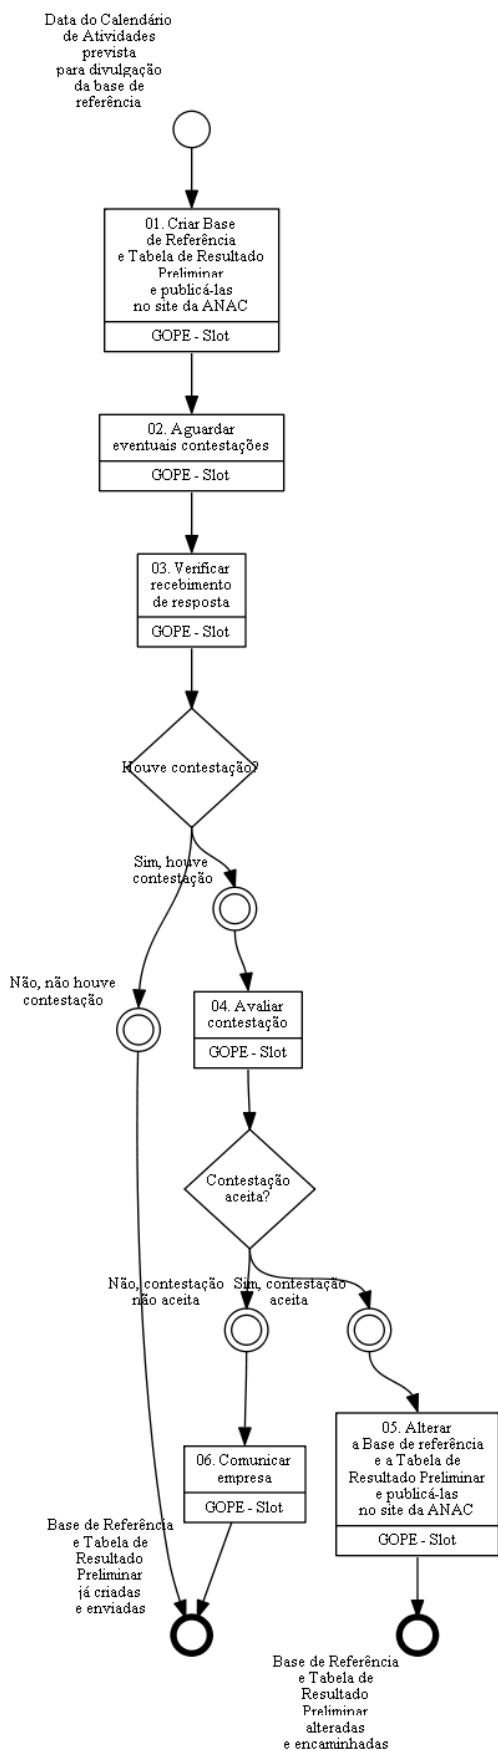 Data do Calendário
de Atividades
prevista
para divulgação
da base de
referência
01. Criar Base
de Referência
e Tabela de Resultado
Preliminar
e publicá-las
no site da ANAC
GOPE - Slot
02. Aguardar
eventuais contestações
GOPE - Slot
03. Verificar
recebimento
de resposta
GOPE - Slot
Houve contestação?
Sim, houve
contestação
Não, não houve
contestação
04. Avaliar
contestação
GOPE - Slot
Contestação
aceita?
Não, contestação
não aceita
Sim, contestação
aceita
05. Alterar
a Base de referência
e a Tabela de
Resultado Preliminar
e publicá-las
no site da ANAC
GOPE - Slot
06. Comunicar
empresa
GOPE - Slot
Base de Referência
e Tabela de
Resultado
Preliminar
já criadas
e enviadas
Base de Referência
e Tabela de
Resultado
Preliminar
alteradas
e encaminhadas